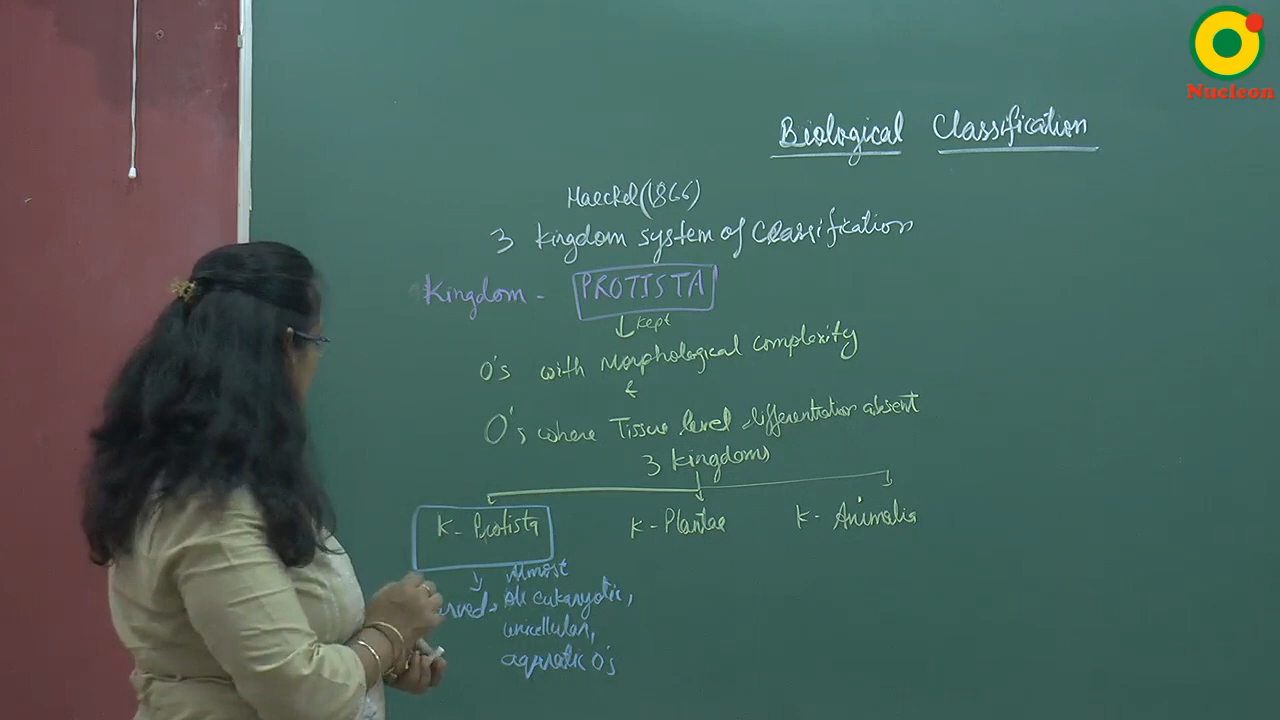 Nucleon
Biological Classification
Haeckel (1866)
3 Kingdom system of Classification
Kingdom - PROTISTA
kept
O's with Morphological complexity
O's where Tissue level differentiation absent
3 Kingdoms
K - Protista K - Plantae K - Animalia
Almost
All eukaryotic,
unicellular,
aquatic O's